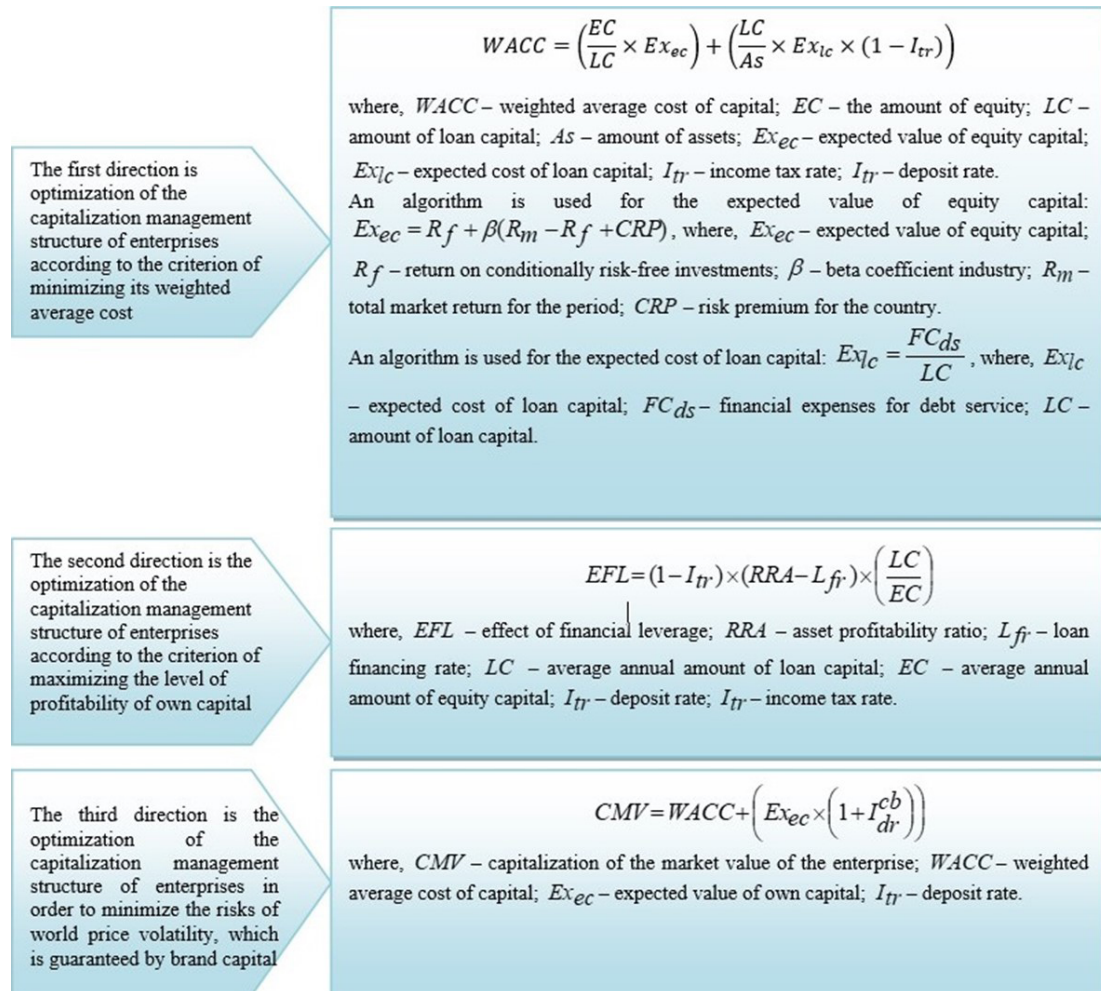 The first direction is
optimization of the
capitalization management
structure of enterprises
according to the criterion of
minimizing its weighted
average cost
WACC = (EC/LC × Ex_ec) + (LC/As × Ex_lc × (1 − I_tr))
where, WACC – weighted average cost of capital; EC – the amount of equity; LC –
amount of loan capital; As – amount of assets; Ex_ec – expected value of equity capital;
Ex_lc – expected cost of loan capital; I_tr – income tax rate; I_tr – deposit rate.
An algorithm is used for the expected value of equity capital:
Ex_ec = R_f + β(R_m − R_f + CRP), where, Ex_ec – expected value of equity capital;
R_f – return on conditionally risk-free investments; β – beta coefficient industry; R_m –
total market return for the period; CRP – risk premium for the country.
An algorithm is used for the expected cost of loan capital: Ex_lc = FC_ds/LC, where, Ex_lc
– expected cost of loan capital; FC_ds – financial expenses for debt service; LC –
amount of loan capital.
The second direction is the
optimization of the
capitalization management
structure of enterprises
according to the criterion of
maximizing the level of
profitability of own capital
EFL=(1−I_tr)×(RRA−L_fr)×(LC/EC)
where, EFL – effect of financial leverage; RRA – asset profitability ratio; L_fr – loan
financing rate; LC – average annual amount of loan capital; EC – average annual
amount of equity capital; I_tr – deposit rate; I_tr – income tax rate.
The third direction is the
optimization of the
capitalization management
structure of enterprises in
order to minimize the risks of
world price volatility, which
is guaranteed by brand capital
CMV=WACC+(Ex_ec×(1+I_dr^cb))
where, CMV – capitalization of the market value of the enterprise; WACC – weighted
average cost of capital; Ex_ec – expected value of own capital; I_tr – deposit rate.